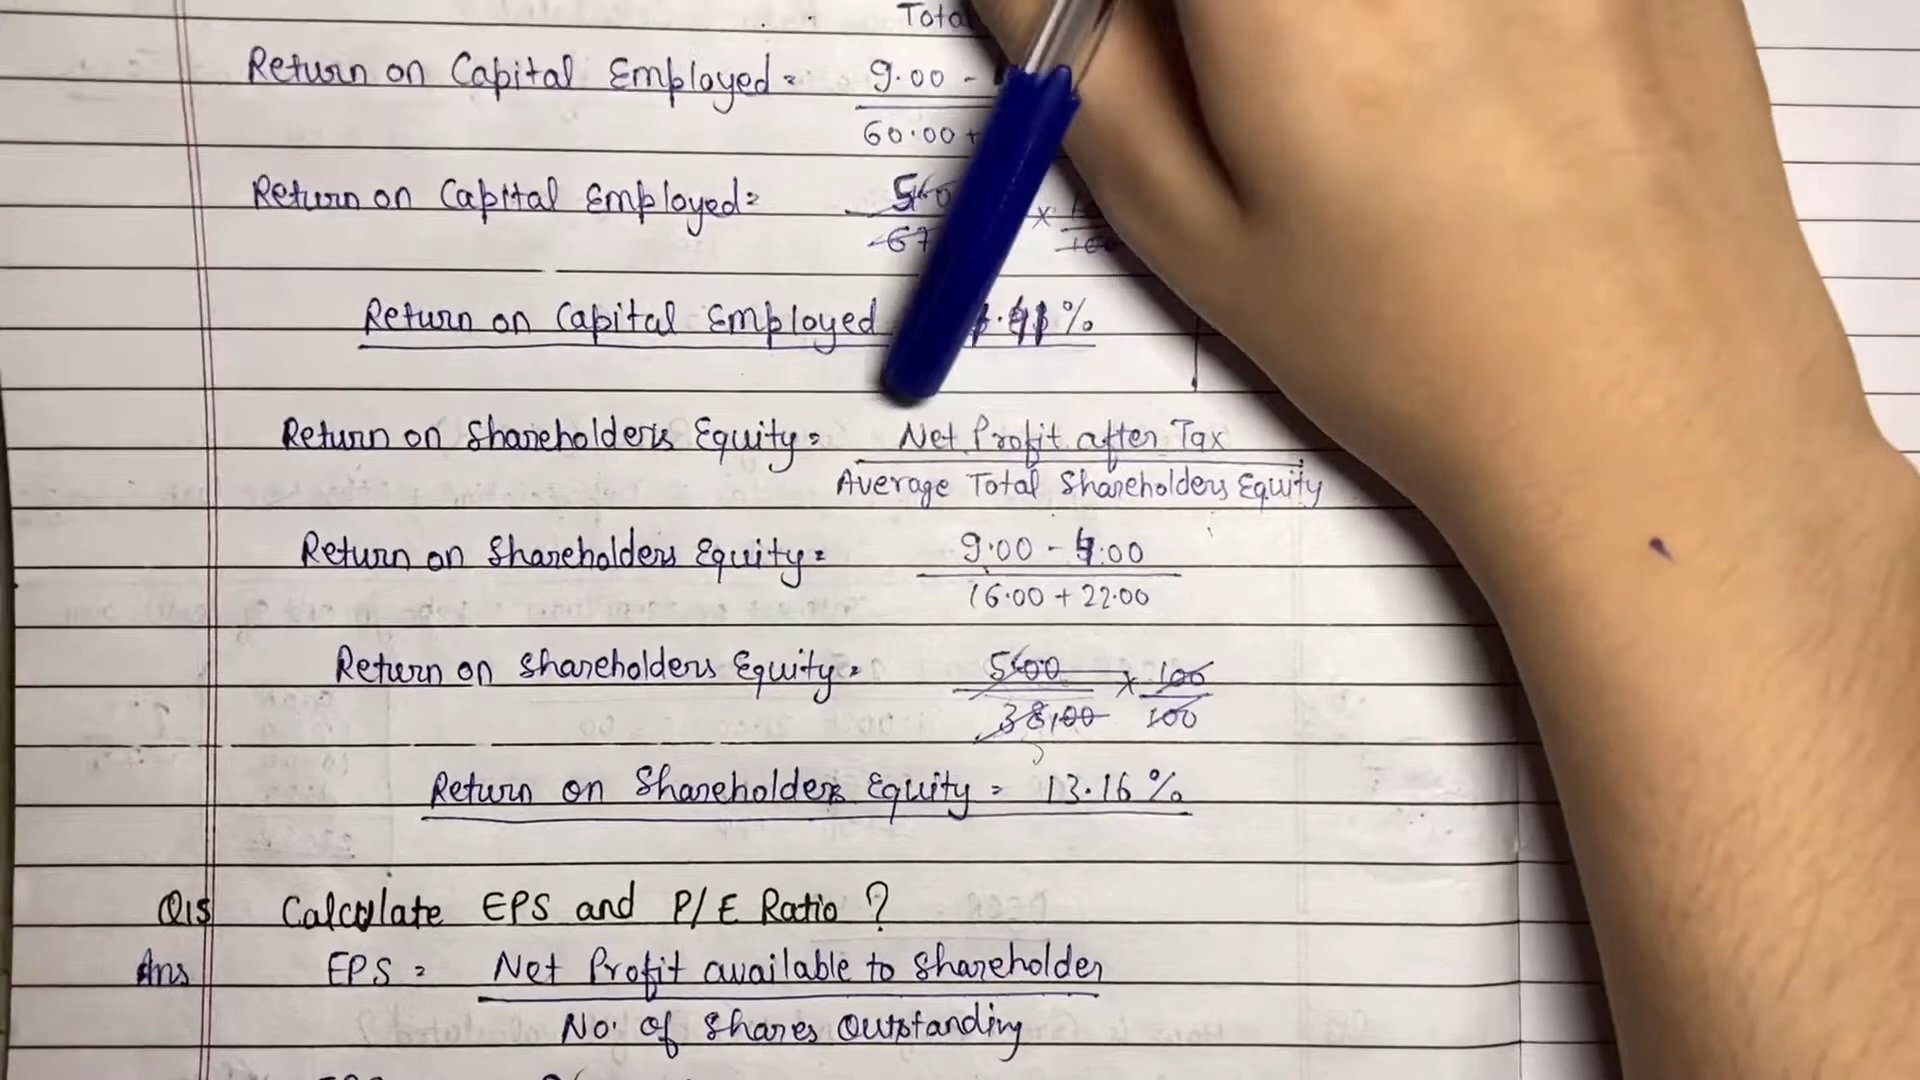 Return on Capital Employed = 9.00 -
60.00 +
Return on Capital Employed =
x
Return on Capital Employed %
Return on Shareholders Equity = Net Profit after Tax
Average Total Shareholders Equity
Return on Shareholders Equity = 9.00 - 4.00
16.00 + 22.00
Return on Shareholders Equity = 5.00 x 100
38.00 100
Return on Shareholders Equity = 13.16 %
Q15 Calculate EPS and P/E Ratio ?
Ans EPS = Net Profit available to Shareholder
No. of Shares Outstanding